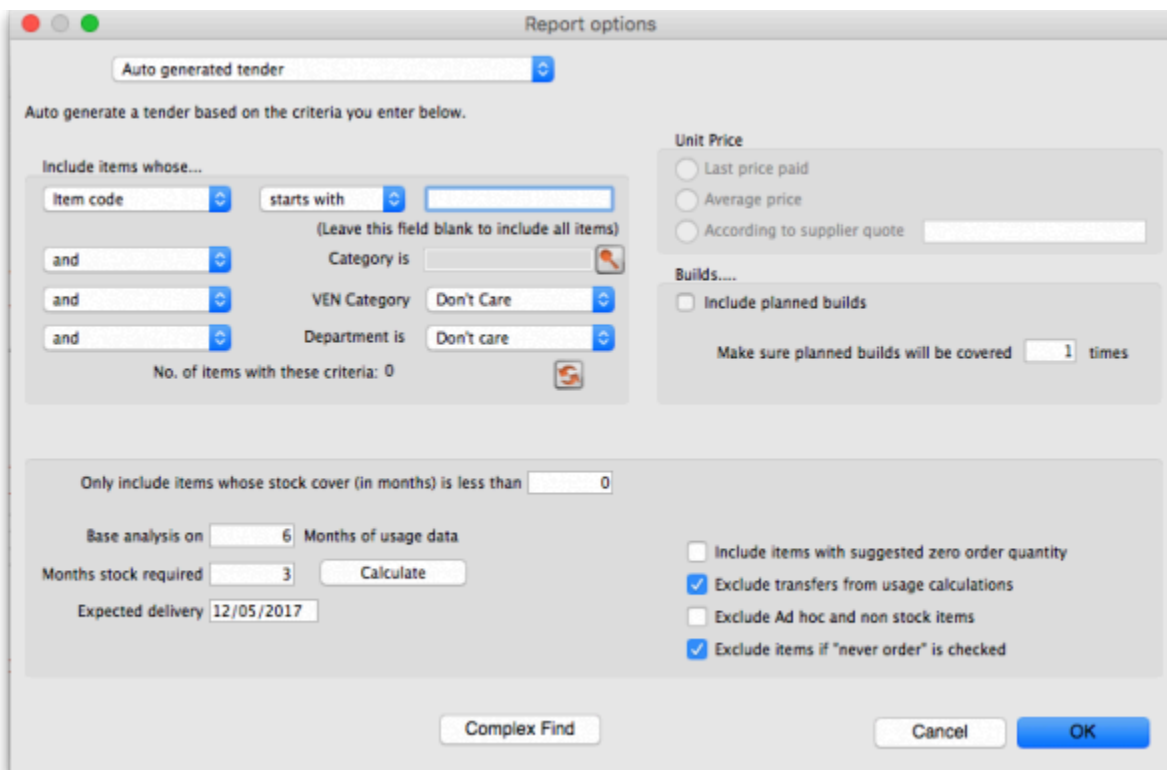 Report options
Auto generated tender
Auto generate a tender based on the criteria you enter below.
Include items whose...
Item code starts with
(Leave this field blank to include all items)
and Category is
and VEN Category Don't Care
and Department is Don't care
No. of items with these criteria: 0
Unit Price
Last price paid
Average price
According to supplier quote
Builds....
Include planned builds
Make sure planned builds will be covered 1 times
Only include items whose stock cover (in months) is less than 0
Base analysis on 6 Months of usage data
Months stock required 3 Calculate
Expected delivery 12/05/2017
Include items with suggested zero order quantity
Exclude transfers from usage calculations
Exclude Ad hoc and non stock items
Exclude items if "never order" is checked
Complex Find Cancel OK